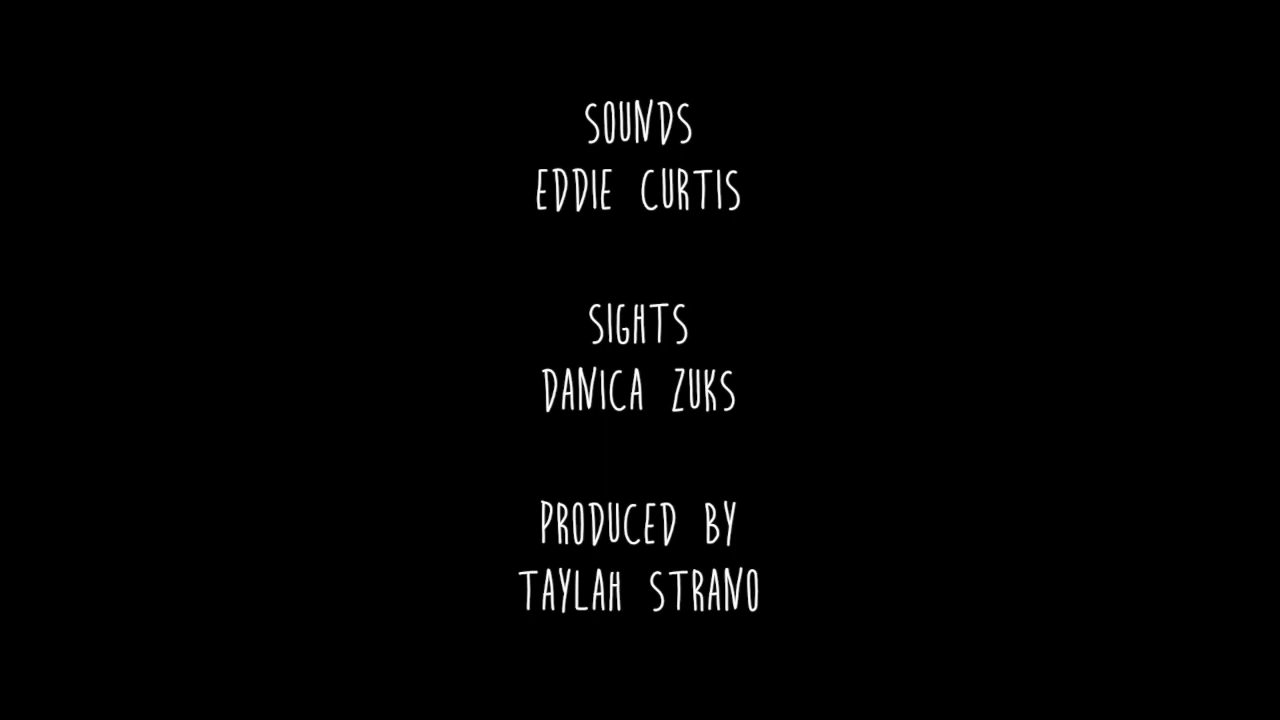 SOUNDS
EDDIE CURTIS
SIGHTS
DANICA ZUKS
PRODUCED BY
TAYLAH STRANO